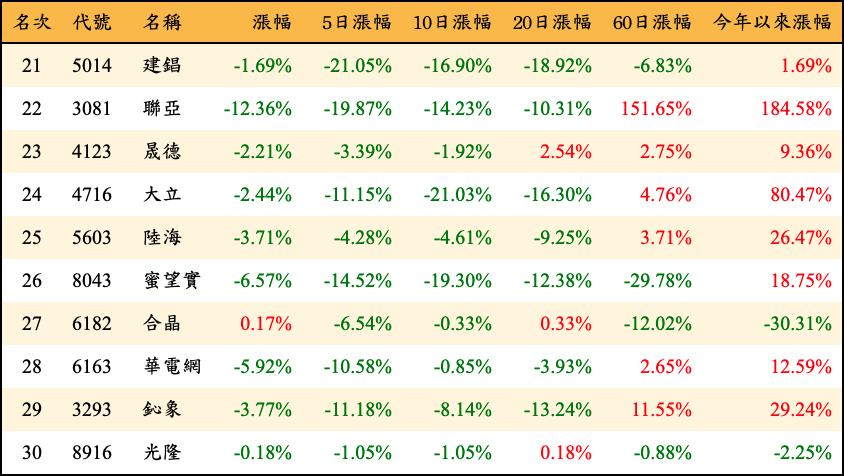 名次 代號 名稱 漲幅 5日漲幅 10日漲幅 20日漲幅 60日漲幅 今年以來漲幅
21 5014 建錩 -1.69% -21.05% -16.90% -18.92% -6.83% 1.69%
22 3081 聯亞 -12.36% -19.87% -14.23% -10.31% 151.65% 184.58%
23 4123 晟德 -2.21% -3.39% -1.92% 2.54% 2.75% 9.36%
24 4716 大立 -2.44% -11.15% -21.03% -16.30% 4.76% 80.47%
25 5603 陸海 -3.71% -4.28% -4.61% -9.25% 3.71% 26.47%
26 8043 蜜望實 -6.57% -14.52% -19.30% -12.38% -29.78% 18.75%
27 6182 合晶 0.17% -6.54% -0.33% 0.33% -12.02% -30.31%
28 6163 華電網 -5.92% -10.58% -0.85% -3.93% 2.65% 12.59%
29 3293 鈊象 -3.77% -11.18% -8.14% -13.24% 11.55% 29.24%
30 8916 光隆 -0.18% -1.05% -1.05% 0.18% -0.88% -2.25%